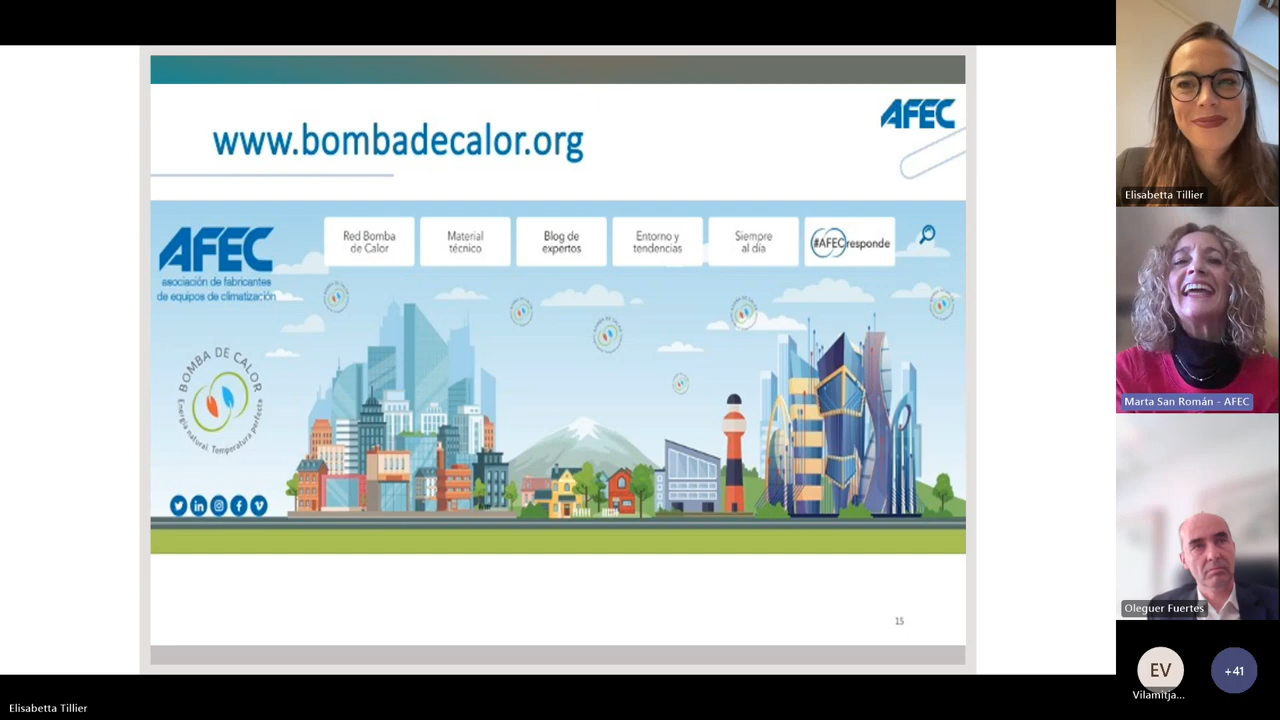 www.bombadecalor.org
AFEC
AFEC
asociación de fabricantes
de equipos de climatización
Red Bomba
de Calor
Material
técnico
Blog de
expertos
Entorno y
tendencias
Siempre
al día
#AFECresponde
BOMBA DE CALOR
Energía natural. Temperatura perfecta
15
Elisabetta Tillier
Marta San Román - AFEC
Oleguer Fuertes
EV
Vilamitja...
+41
Elisabetta Tillier